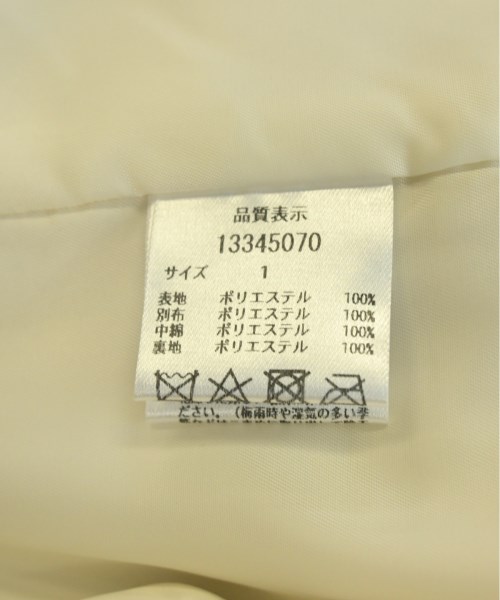 品質表示
13345070
サイズ 1
表地 ポリエステル 100%
別布 ポリエステル 100%
中綿 ポリエステル 100%
裏地 ポリエステル 100%
ださい。(梅雨時や湿気の多い季